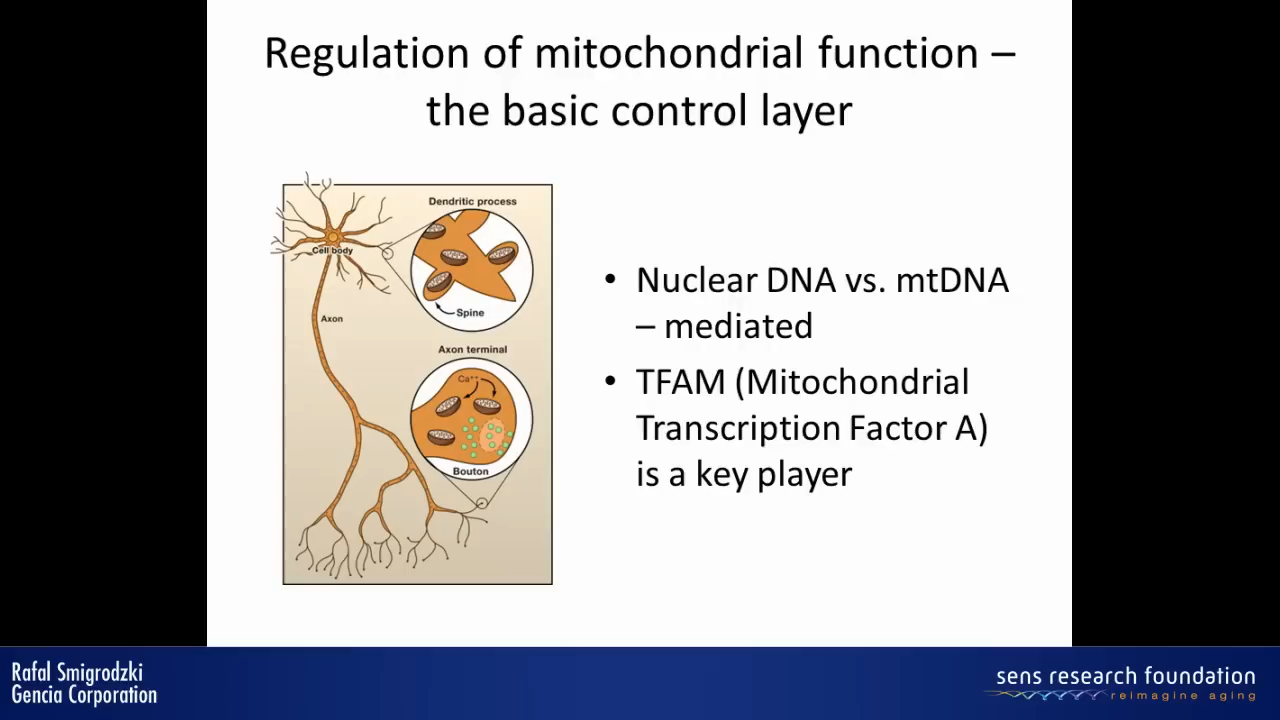 Regulation of mitochondrial function –
the basic control layer
Dendritic process
Cell body
Spine
Axon
Axon terminal
Ca++
Bouton
• Nuclear DNA vs. mtDNA
– mediated
• TFAM (Mitochondrial
Transcription Factor A)
is a key player
Rafal Smigrodzki
Gencia Corporation
sens research foundation
reimagine aging